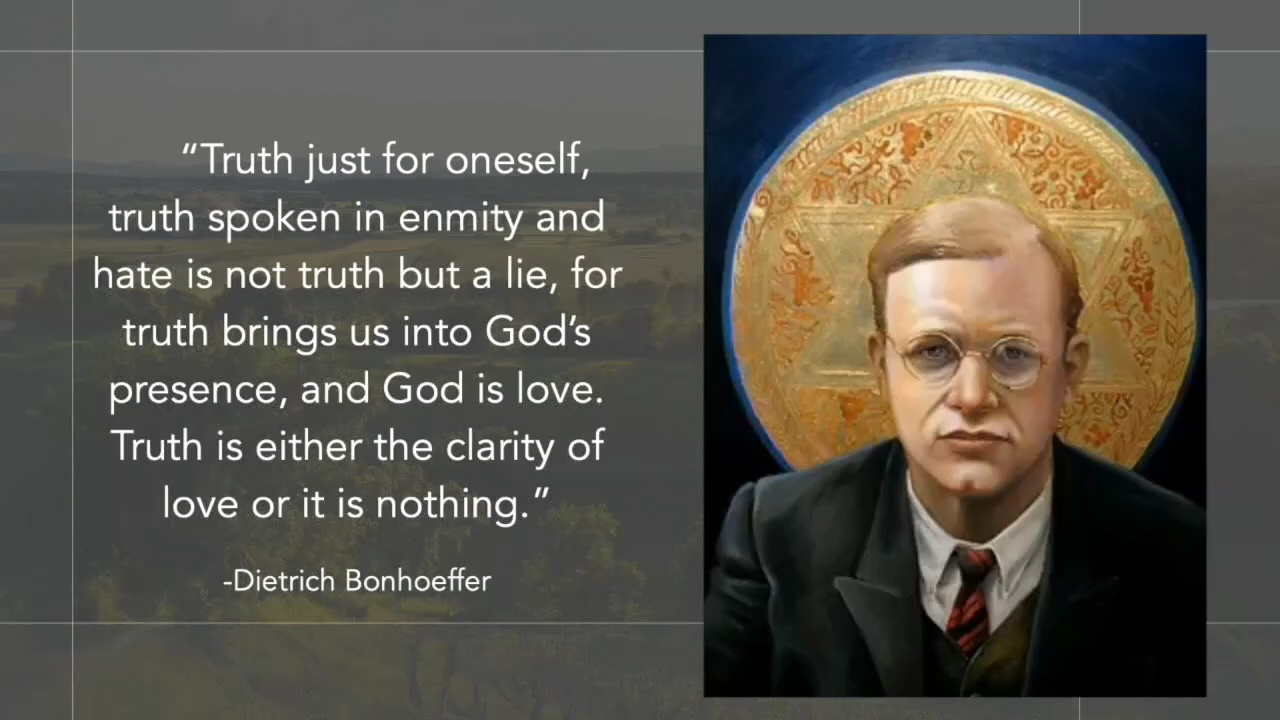 “Truth just for oneself,
truth spoken in enmity and
hate is not truth but a lie, for
truth brings us into God’s
presence, and God is love.
Truth is either the clarity of
love or it is nothing.”
-Dietrich Bonhoeffer